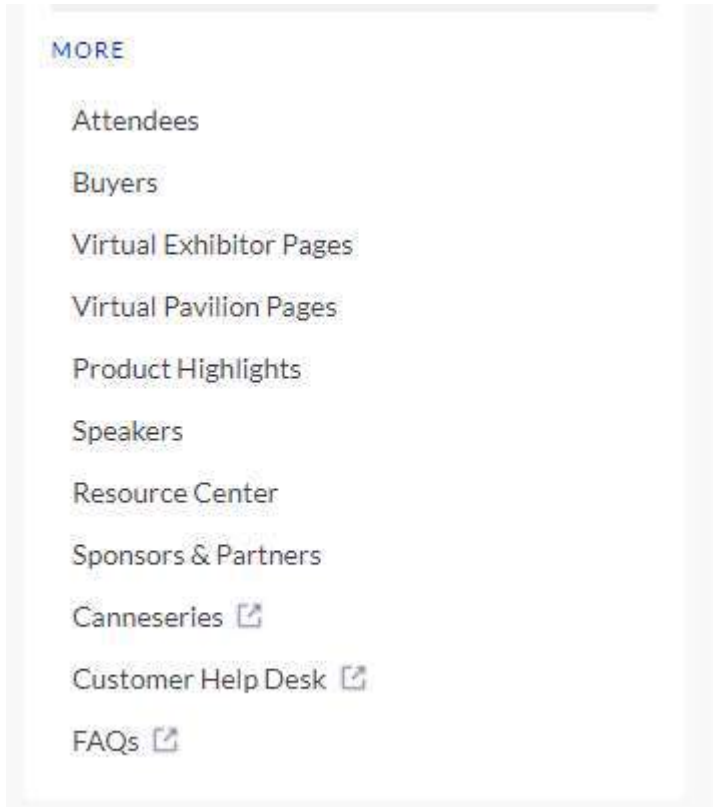 MORE
Attendees
Buyers
Virtual Exhibitor Pages
Virtual Pavilion Pages
Product Highlights
Speakers
Resource Center
Sponsors & Partners
Canneseries
Customer Help Desk
FAQs